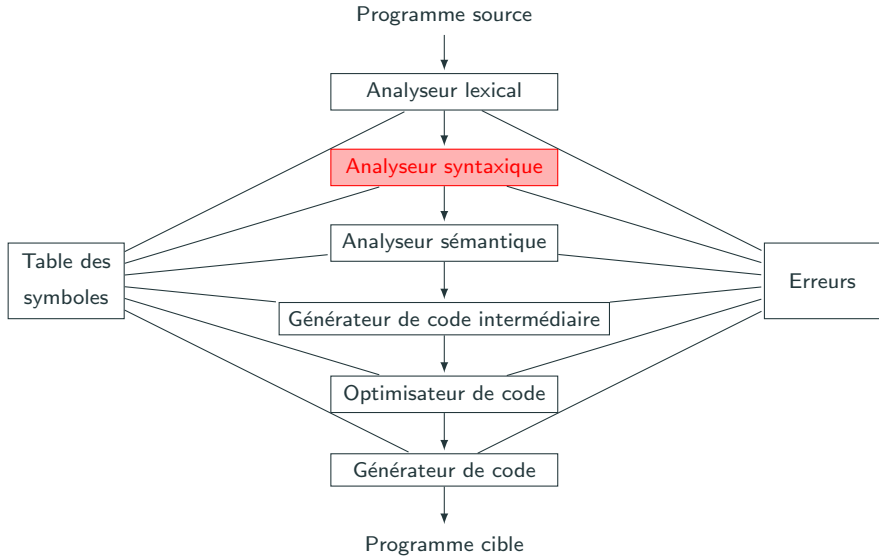 Programme source
Analyseur lexical
Analyseur syntaxique
Analyseur sémantique
Table des
symboles
Erreurs
Générateur de code intermédiaire
Optimisateur de code
Générateur de code
Programme cible